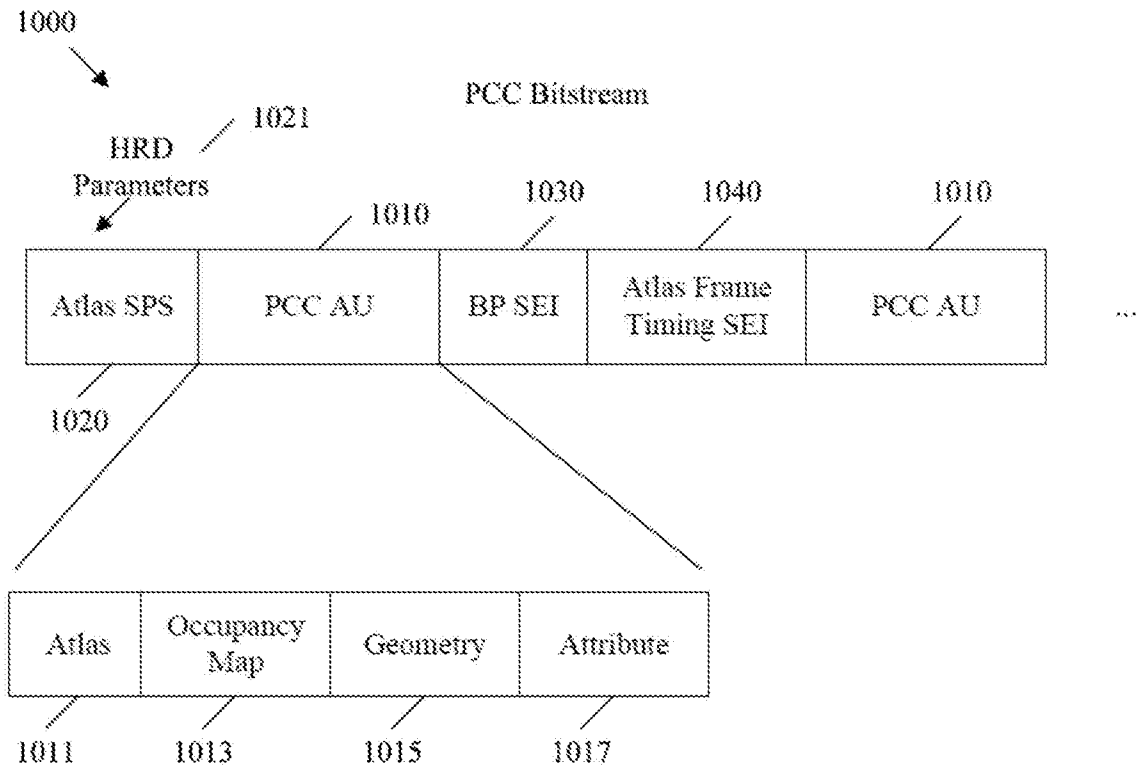 1000
PCC Bitstream
1021
HRD
Parameters
1010
1030
1040
1010
Atlas SPS
PCC AU
BP SEI
Atlas Frame
Timing SEI
PCC AU
...
1020
Atlas
Occupancy
Map
Geometry
Attribute
1011
1013
1015
1017